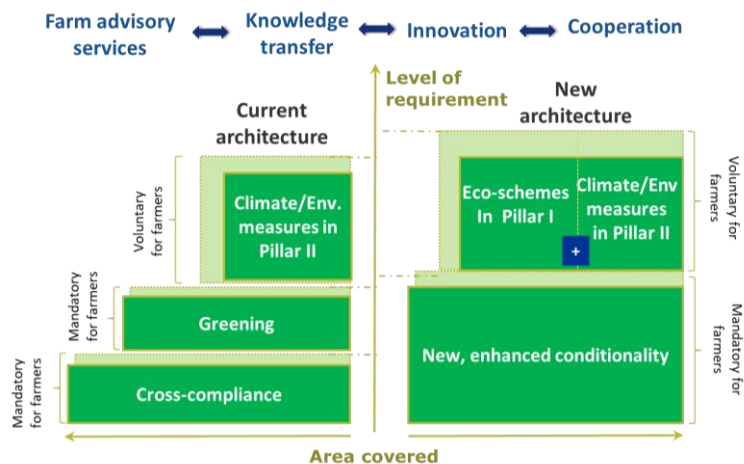 Farm advisory
services
Knowledge
transfer
Innovation
Cooperation
Level of
requirement
Current
architecture
New
architecture
Voluntary
for farmers
Climate/Env.
measures in
Pillar II
Eco-schemes
In Pillar I
Climate/Env
measures
in Pillar II
+
Voluntary for
farmers
Mandatory
for farmers
Greening
Mandatory
for farmers
Cross-compliance
New, enhanced conditionality
Mandatory for
farmers
Area covered